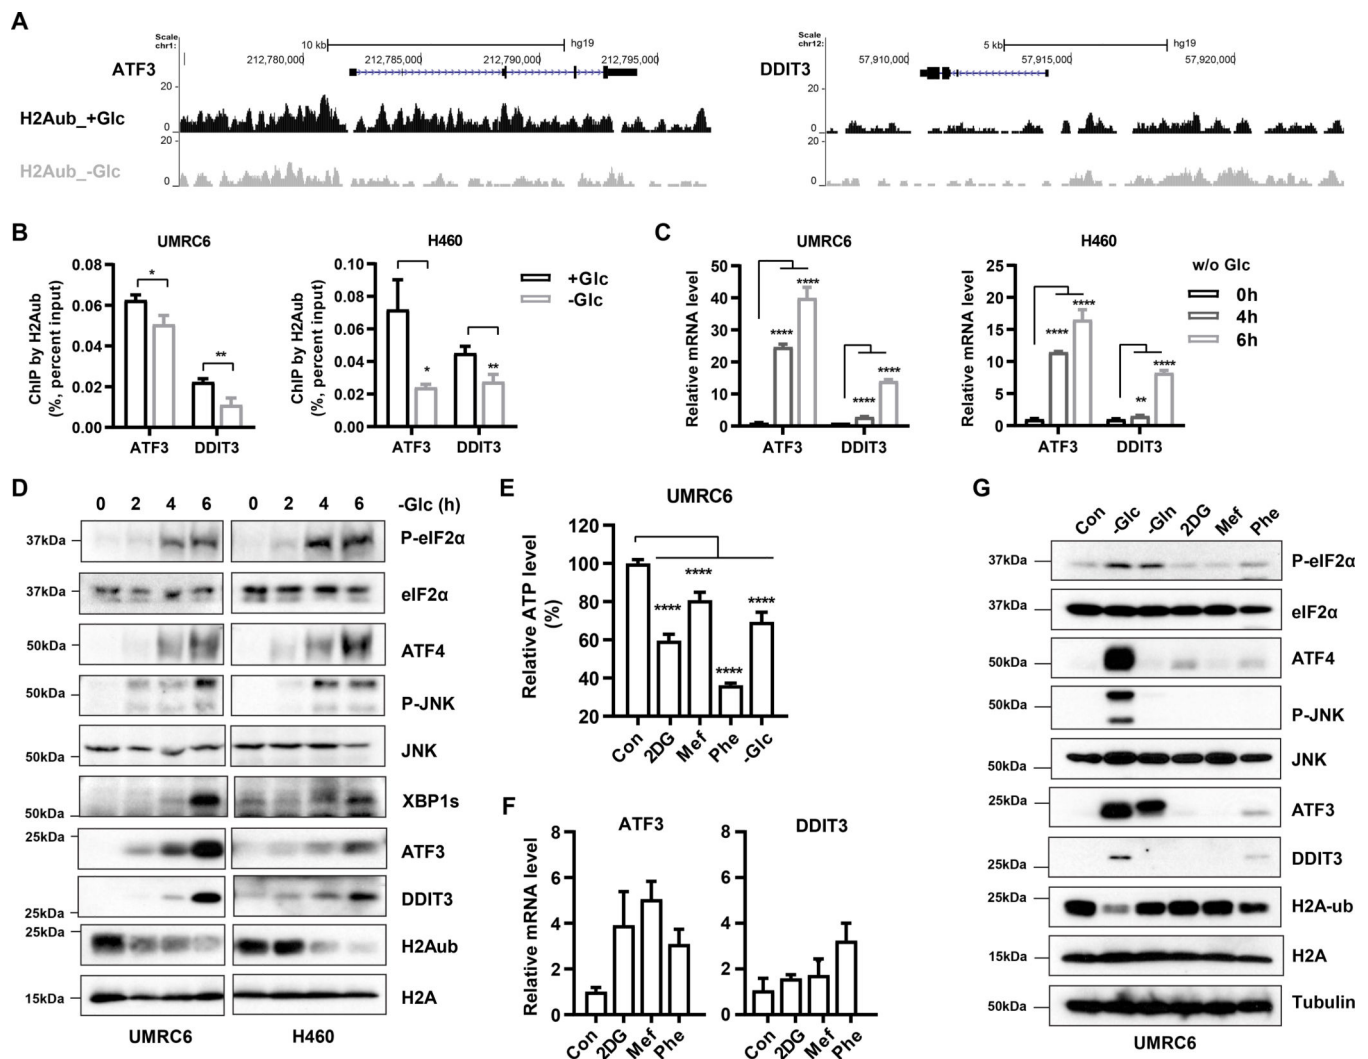 A
Scale
chr1:
10 kb
hg19
212,780,000
212,785,000
212,790,000
212,795,000
ATF3
20
0
H2Aub_+Glc
20
0
H2Aub_-Glc
Scale
chr12:
5 kb
hg19
57,910,000
57,915,000
57,920,000
DDIT3
20
0
20
0
B
UMRC6
ChIP by H2Aub
(%, percent input)
0.08
0.06
0.04
0.02
0.00
*
**
ATF3
DDIT3
H460
ChIP by H2Aub
(%, percent input)
0.10
0.08
0.06
0.04
0.02
0.00
*
**
ATF3
DDIT3
+Glc
-Glc
C
UMRC6
Relative mRNA level
50
40
30
20
10
0
****
****
****
****
ATF3
DDIT3
H460
Relative mRNA level
25
20
15
10
5
0
****
****
**
****
ATF3
DDIT3
w/o Glc
0h
4h
6h
D
0 2 4 6 0 2 4 6 -Glc (h)
37kDa P-eIF2α
37kDa eIF2α
50kDa ATF4
50kDa P-JNK
50kDa JNK
50kDa XBP1s
25kDa ATF3
25kDa DDIT3
25kDa H2Aub
15kDa H2A
UMRC6 H460
E
UMRC6
Relative ATP level
(%)
120
100
80
60
40
20
****
****
****
****
Con 2DG Mef Phe -Glc
F
ATF3
Relative mRNA level
8
6
4
2
0
Con 2DG Mef Phe
DDIT3
8
6
4
2
0
Con 2DG Mef Phe
G
Con -Glc -Gln 2DG Mef Phe
37kDa P-eIF2α
37kDa eIF2α
50kDa ATF4
50kDa P-JNK
50kDa JNK
25kDa ATF3
25kDa DDIT3
25kDa H2A-ub
15kDa H2A
50kDa Tubulin
UMRC6